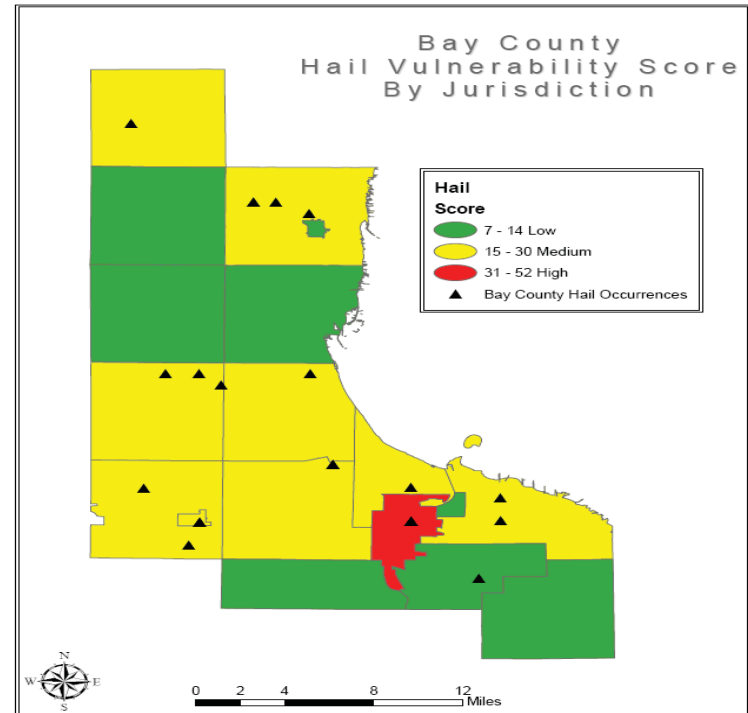 Bay County
Hail Vulnerability Score
By Jurisdiction
Hail
Score
7 - 14 Low
15 - 30 Medium
31 - 52 High
Bay County Hail Occurrences
N
W E
S
0 2 4 8 12
Miles